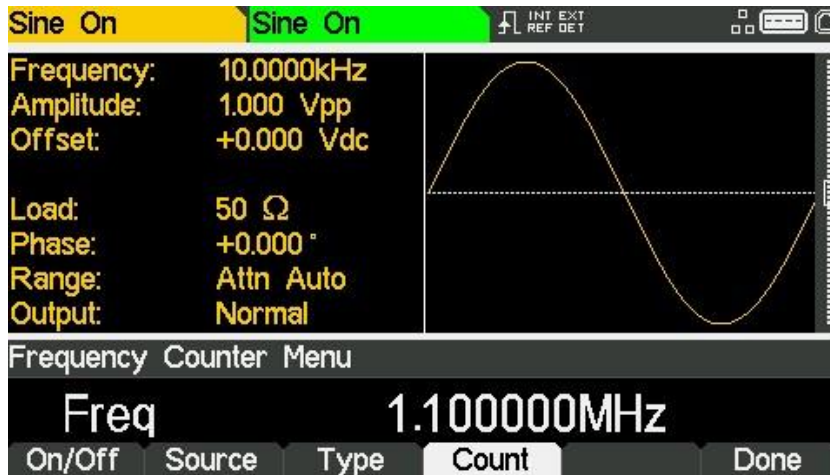 Sine On
Sine On
INT EXT
REF DET
Frequency: 10.0000kHz
Amplitude: 1.000 Vpp
Offset: +0.000 Vdc
Load: 50 Ω
Phase: +0.000 °
Range: Attn Auto
Output: Normal
Frequency Counter Menu
Freq 1.100000MHz
On/Off Source Type Count Done